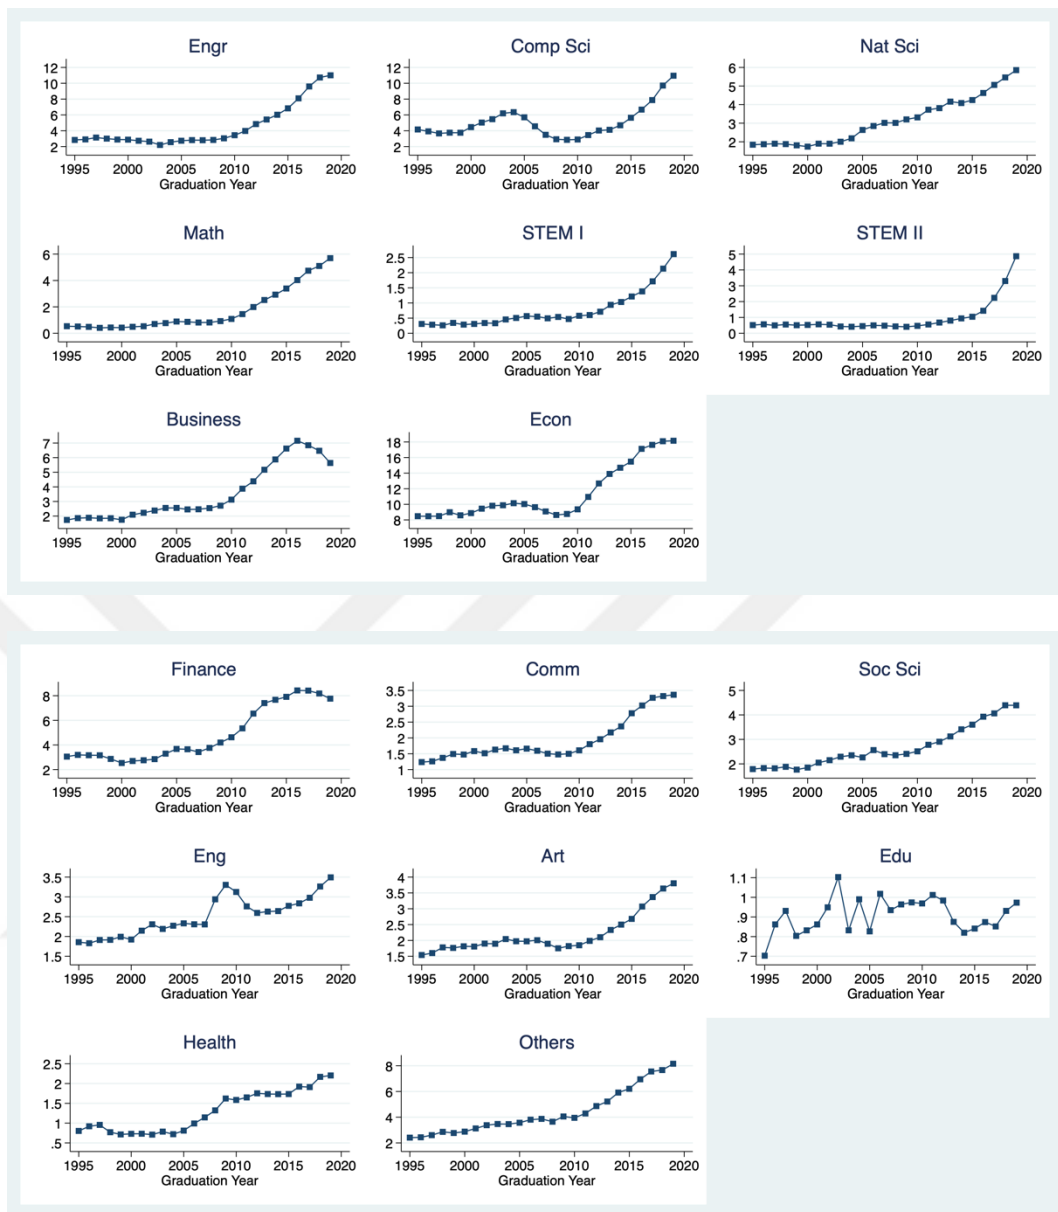 Engr
12
10
8
6
4
2
1995 2000 2005 2010 2015 2020
Graduation Year
Comp Sci
12
10
8
6
4
2
1995 2000 2005 2010 2015 2020
Graduation Year
Nat Sci
6
5
4
3
2
1995 2000 2005 2010 2015 2020
Graduation Year
Math
6
4
2
0
1995 2000 2005 2010 2015 2020
Graduation Year
STEM I
2.5
2
1.5
1
.5
0
1995 2000 2005 2010 2015 2020
Graduation Year
STEM II
5
4
3
2
1
0
1995 2000 2005 2010 2015 2020
Graduation Year
Business
7
6
5
4
3
2
1995 2000 2005 2010 2015 2020
Graduation Year
Econ
18
16
14
12
10
8
1995 2000 2005 2010 2015 2020
Graduation Year
Finance
8
6
4
2
1995 2000 2005 2010 2015 2020
Graduation Year
Comm
3.5
3
2.5
2
1.5
1
1995 2000 2005 2010 2015 2020
Graduation Year
Soc Sci
5
4
3
2
1995 2000 2005 2010 2015 2020
Graduation Year
Eng
3.5
3
2.5
2
1.5
1995 2000 2005 2010 2015 2020
Graduation Year
Art
4
3.5
3
2.5
2
1.5
1995 2000 2005 2010 2015 2020
Graduation Year
Edu
1.1
1
.9
.8
.7
1995 2000 2005 2010 2015 2020
Graduation Year
Health
2.5
2
1.5
1
.5
1995 2000 2005 2010 2015 2020
Graduation Year
Others
8
6
4
2
1995 2000 2005 2010 2015 2020
Graduation Year